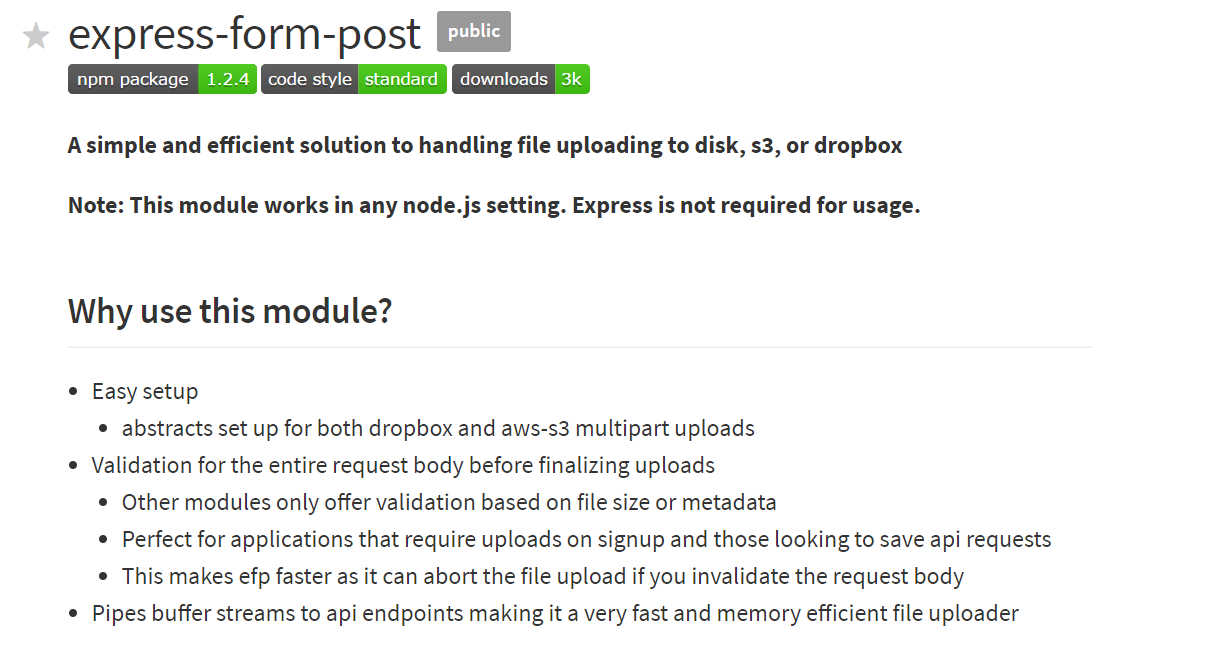 express-form-post public
npm package 1.2.4 code style standard downloads 3k
A simple and efficient solution to handling file uploading to disk, s3, or dropbox
Note: This module works in any node.js setting. Express is not required for usage.
Why use this module?
Easy setup
abstracts set up for both dropbox and aws-s3 multipart uploads
Validation for the entire request body before finalizing uploads
Other modules only offer validation based on file size or metadata
Perfect for applications that require uploads on signup and those looking to save api requests
This makes efp faster as it can abort the file upload if you invalidate the request body
Pipes buffer streams to api endpoints making it a very fast and memory efficient file uploader